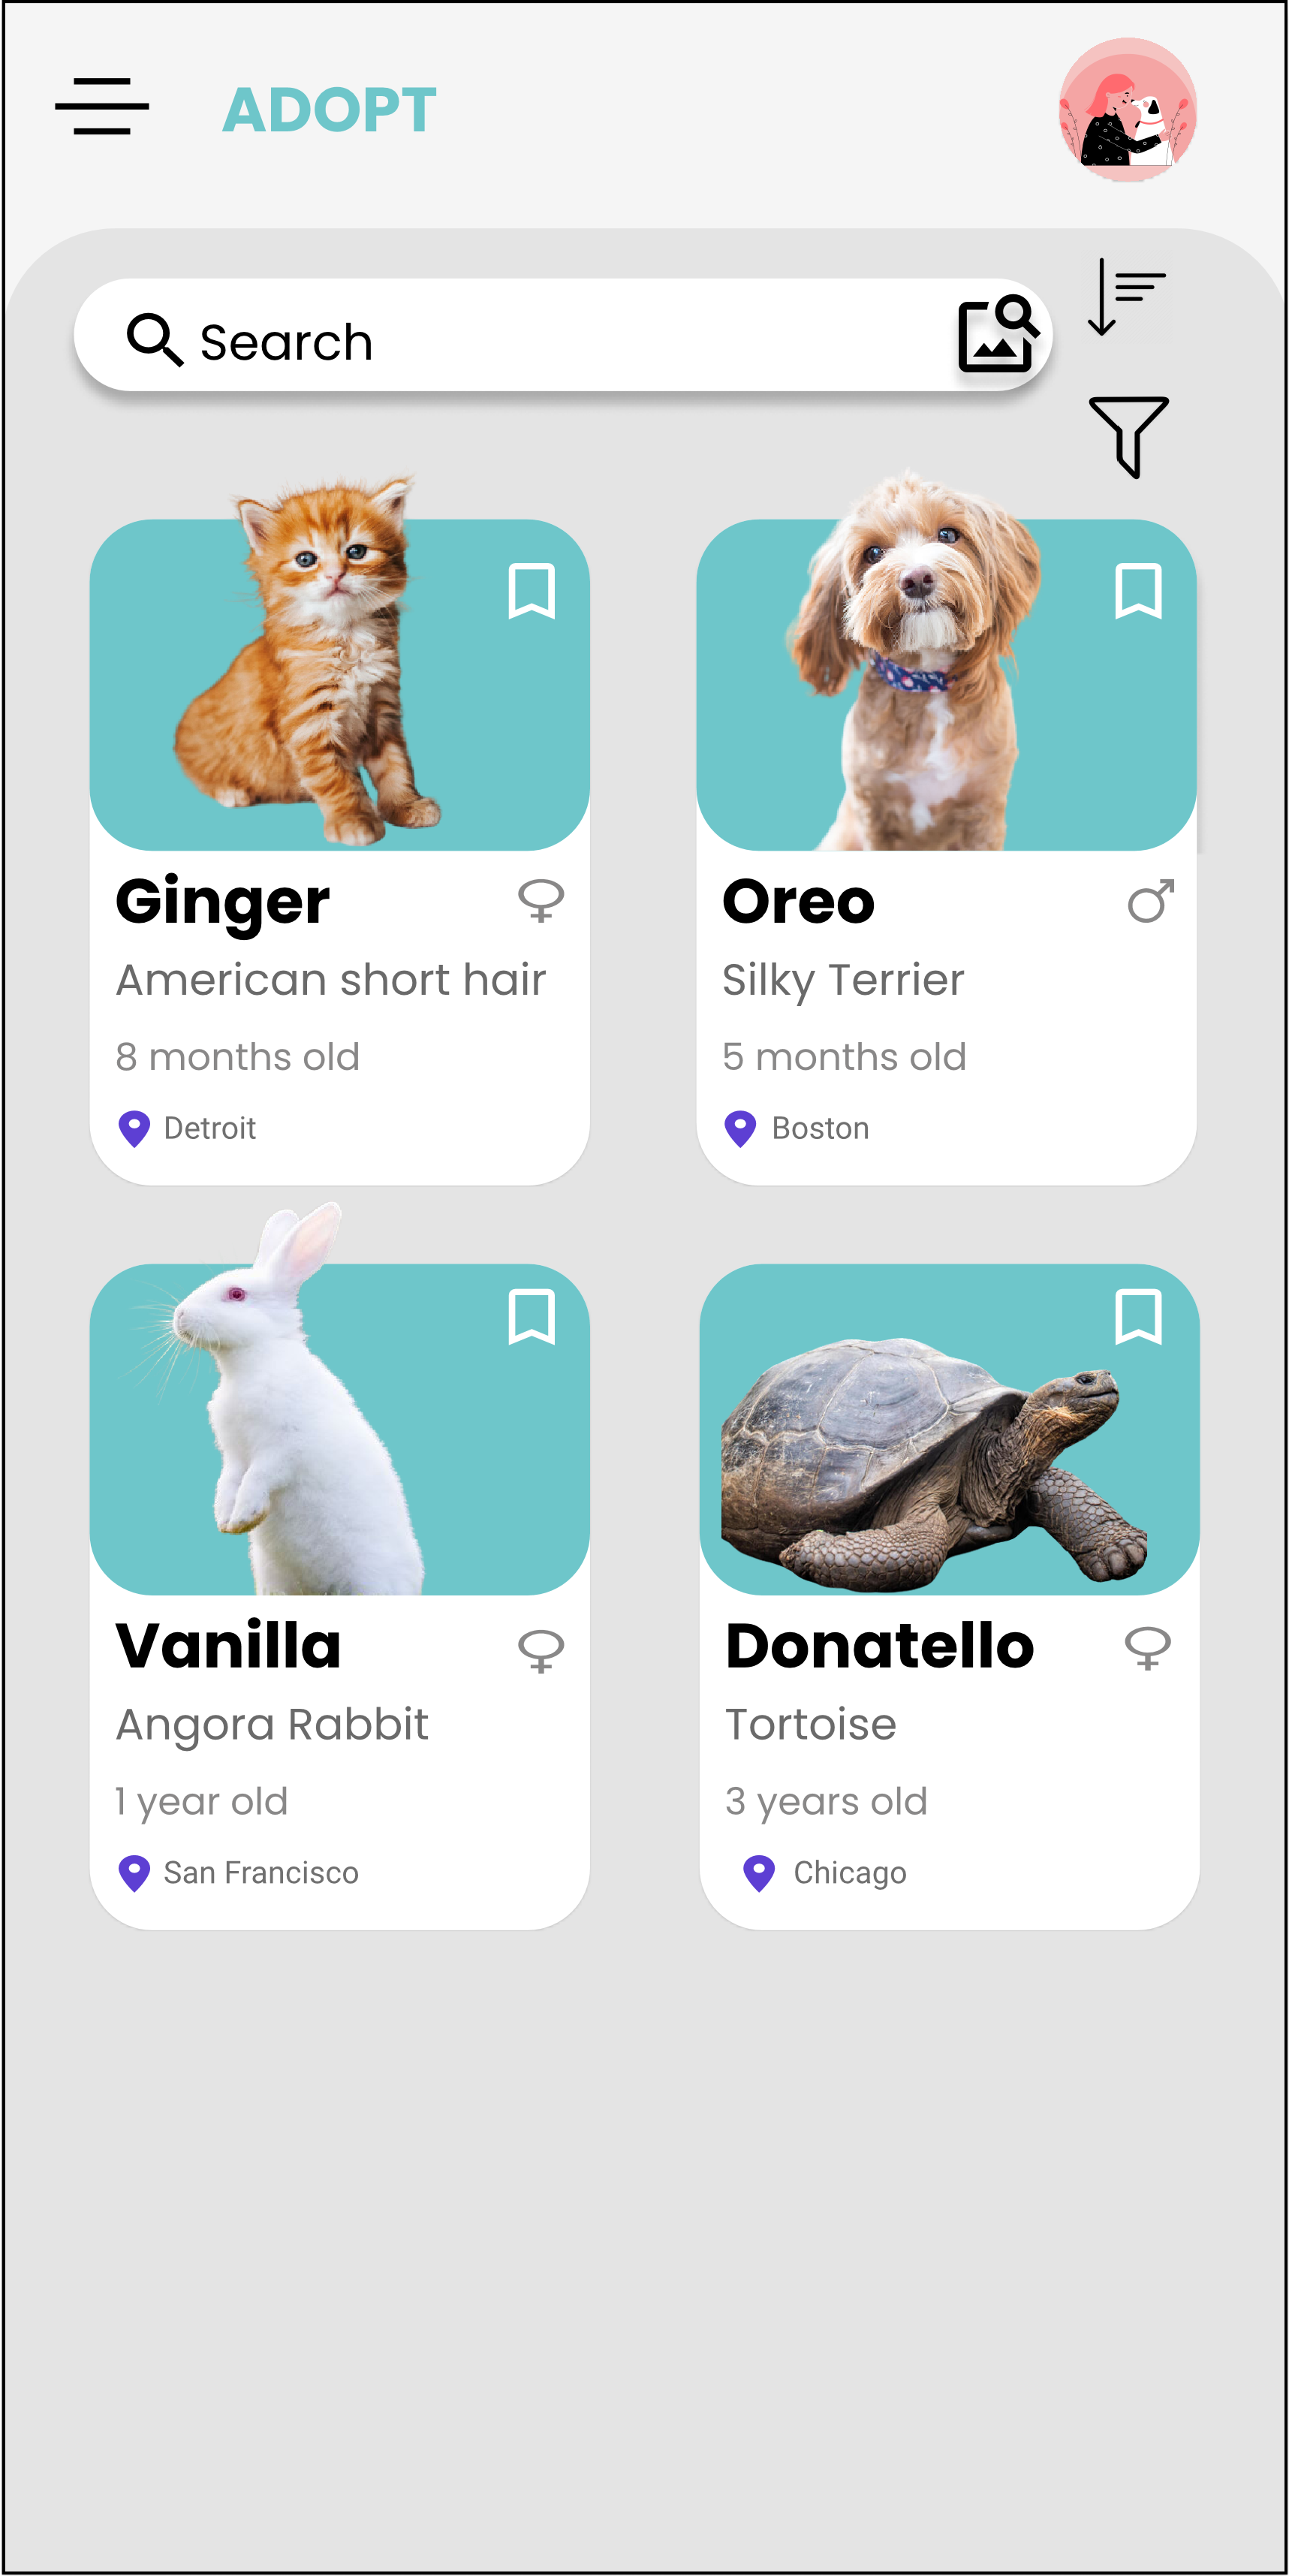 ADOPT
Search
Ginger
American short hair
8 months old
Detroit
Oreo
Silky Terrier
5 months old
Boston
Vanilla
Angora Rabbit
1 year old
San Francisco
Donatello
Tortoise
3 years old
Chicago